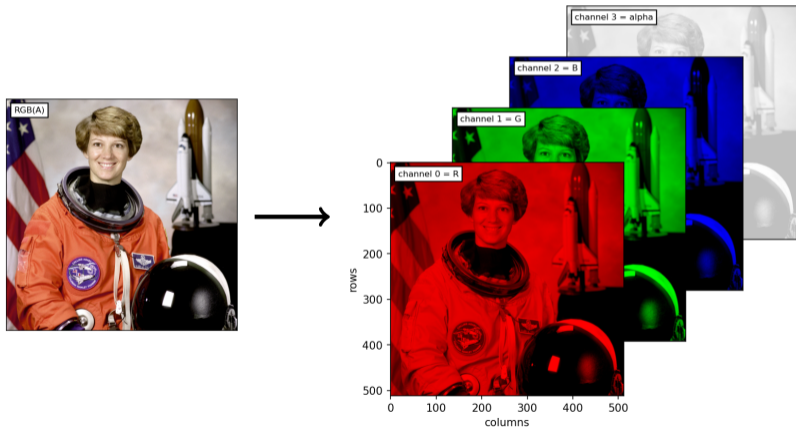 RGB(A)
channel 3 = alpha
channel 2 = B
channel 1 = G
channel 0 = R
0
100
200
300
400
500
rows
0 100 200 300 400 500
columns